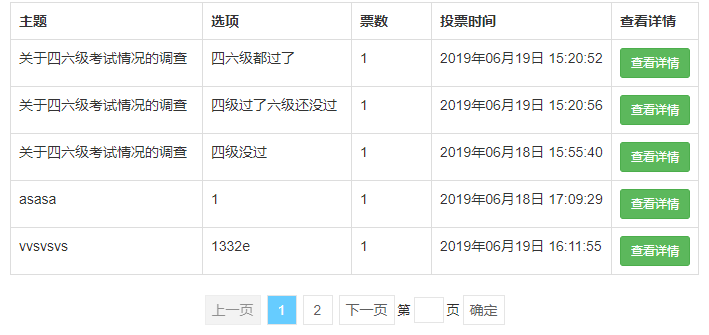 主题 选项 票数 投票时间 查看详情
关于四六级考试情况的调查 四六级都过了 1 2019年06月19日 15:20:52 查看详情
关于四六级考试情况的调查 四级过了六级还没过 1 2019年06月19日 15:20:56 查看详情
关于四六级考试情况的调查 四级没过 1 2019年06月18日 15:55:40 查看详情
asasa 1 1 2019年06月18日 17:09:29 查看详情
vvsvsvs 1332e 1 2019年06月19日 16:11:55 查看详情
上一页 1 2 下一页 第 页 确定